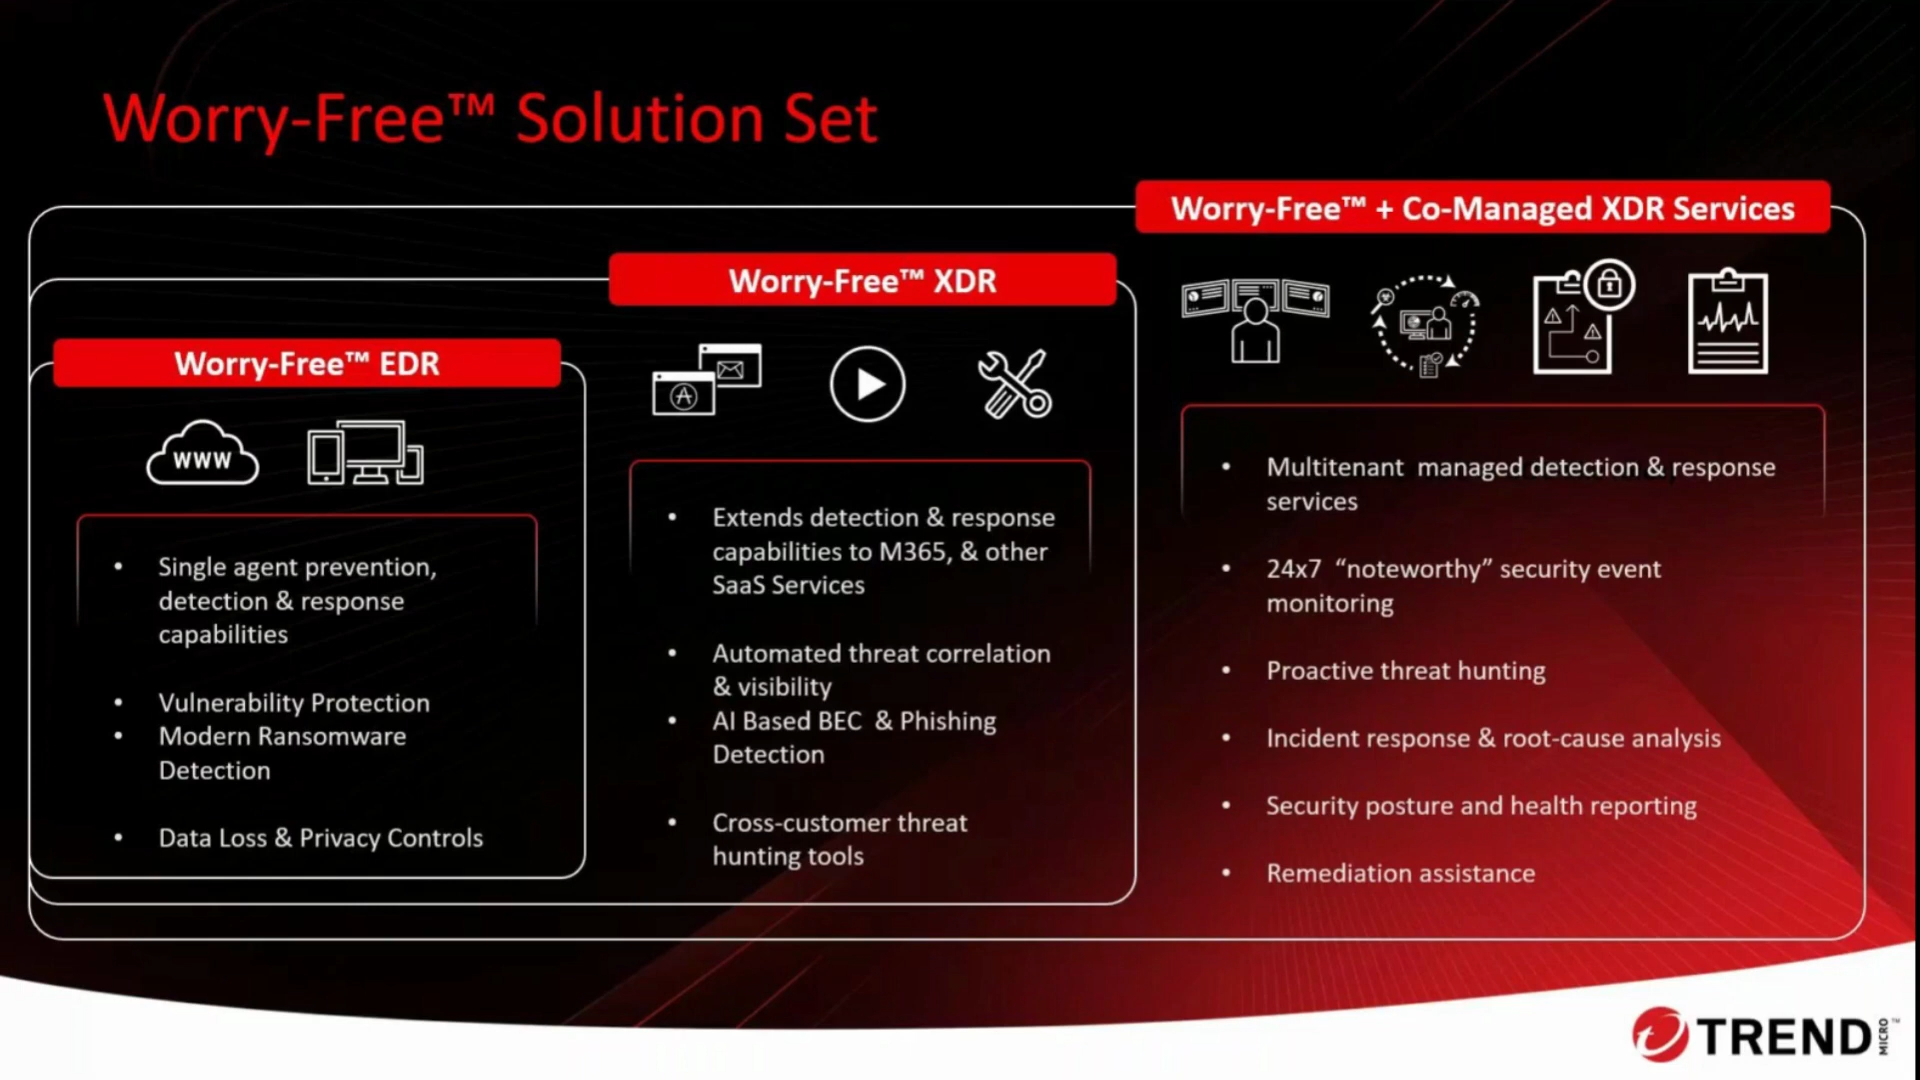 Worry-Free™ Solution Set
Worry-Free™ + Co-Managed XDR Services
Worry-Free™ XDR
Worry-Free™ EDR
WWW
• Single agent prevention,
detection & response
capabilities
• Vulnerability Protection
• Modern Ransomware
Detection
• Data Loss & Privacy Controls
• Extends detection & response
capabilities to M365, & other
SaaS Services
• Automated threat correlation
& visibility
• AI Based BEC & Phishing
Detection
• Cross-customer threat
hunting tools
• Multitenant managed detection & response
services
• 24x7 “noteworthy” security event
monitoring
• Proactive threat hunting
• Incident response & root-cause analysis
• Security posture and health reporting
• Remediation assistance
TREND MICRO™